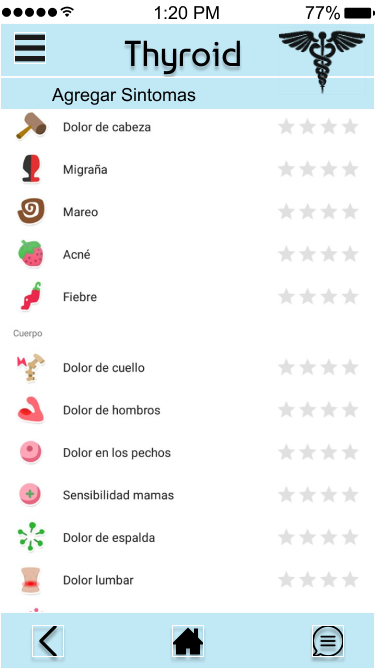 1:20 PM 77%
Thyroid
Agregar Sintomas
Dolor de cabeza
Migraña
Mareo
Acné
Fiebre
Cuerpo
Dolor de cuello
Dolor de hombros
Dolor en los pechos
Sensibilidad mamas
Dolor de espalda
Dolor lumbar